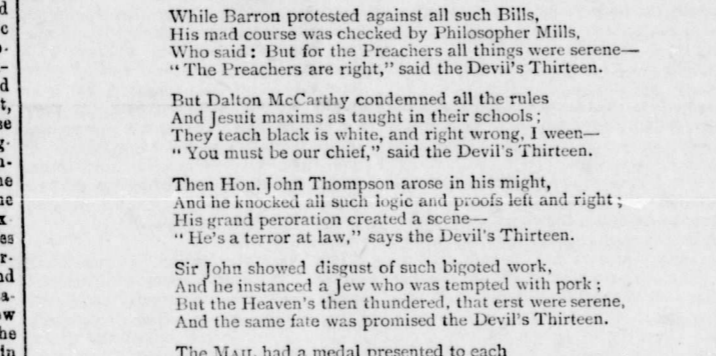 While Barron protested against all such Bills,
His mad course was checked by Philosopher Mills,
Who said: But for the Preachers all things were serene—
"The Preachers are right," said the Devil's Thirteen.
But Dalton McCarthy condemned all the rules
And Jesuit maxims as taught in their schools;
They teach black is white, and right wrong, I ween—
"You must be our chief," said the Devil's Thirteen.
Then Hon. John Thompson arose in his might,
And he knocked all such logic and proofs left and right;
His grand peroration created a scene—
"He's a terror at law," says the Devil's Thirteen.
Sir John showed disgust of such bigoted work,
And he instanced a Jew who was tempted with pork;
But the Heaven's then thundered, that erst were serene,
And the same fate was promised the Devil's Thirteen.
The MAIL had a medal presented to each